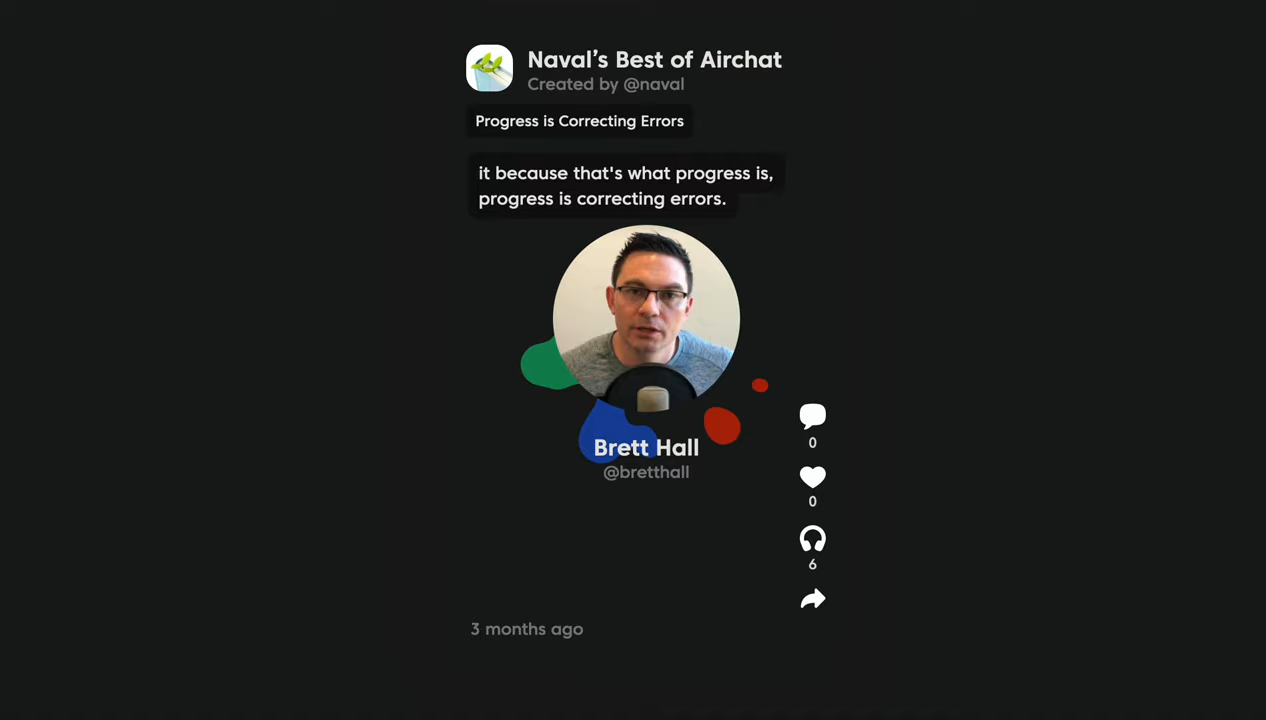 Naval’s Best of Airchat
Created by @naval
Progress is Correcting Errors
it because that's what progress is,
progress is correcting errors.
Brett Hall
@bretthall
0
0
6
3 months ago